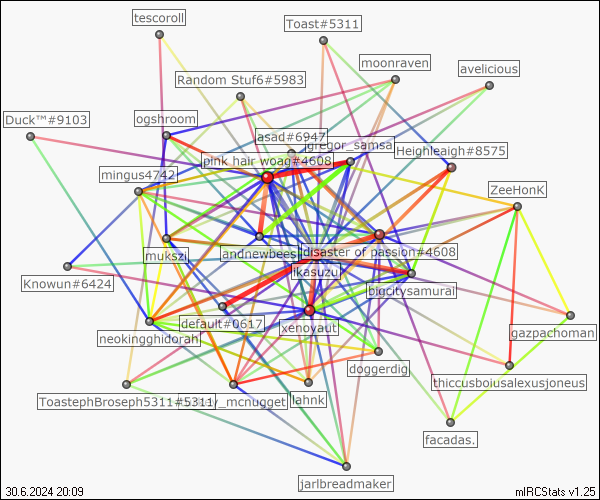 tescoroll
Toast#5311
moonraven
avelicious
Random Stuf6#5983
Duck™#9103
ogshroom
asad#6947
gregor_samsa
Heighleigh#8575
pink hair woag#4608
mingus4742
ZeeHonK
mukszi
andnewbees
disaster of passion#4608
lkasuzu
Knowun#6424
bigcitysamurai
default#0617
xenoyaut
gazpachoman
neokingghidorah
doggerdig
thiccusboiusalexusjoneus
ToastephBroseph5311#5311
_mcnugget
lahnk
facadas.
jarlbreadmaker
30.6.2024 20:09
mIRCStats v1.25